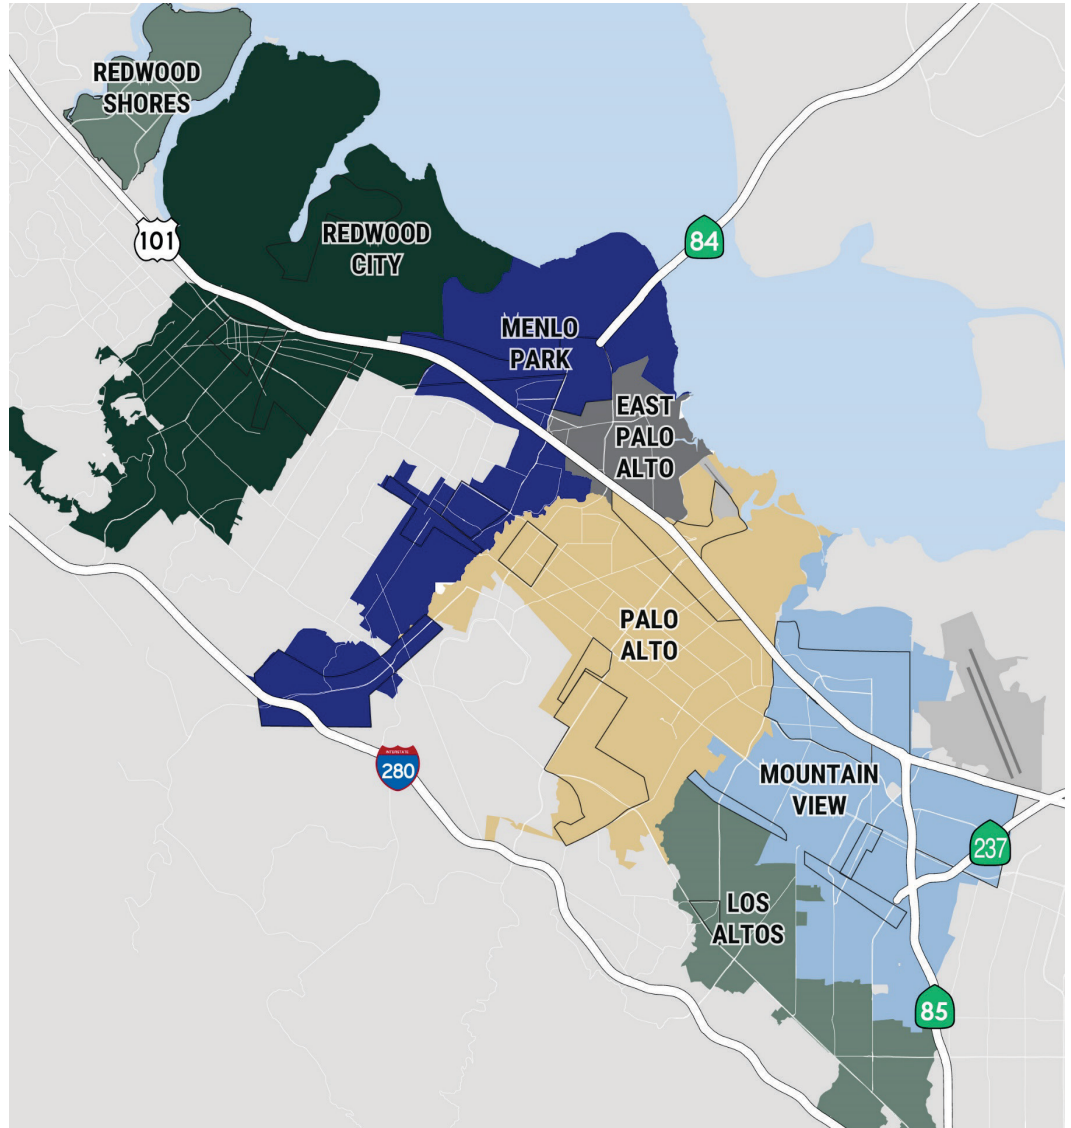 REDWOOD
SHORES
101
REDWOOD
CITY
84
MENLO
PARK
EAST
PALO
ALTO
PALO
ALTO
INTERSTATE
280
MOUNTAIN
VIEW
237
LOS
ALTOS
85